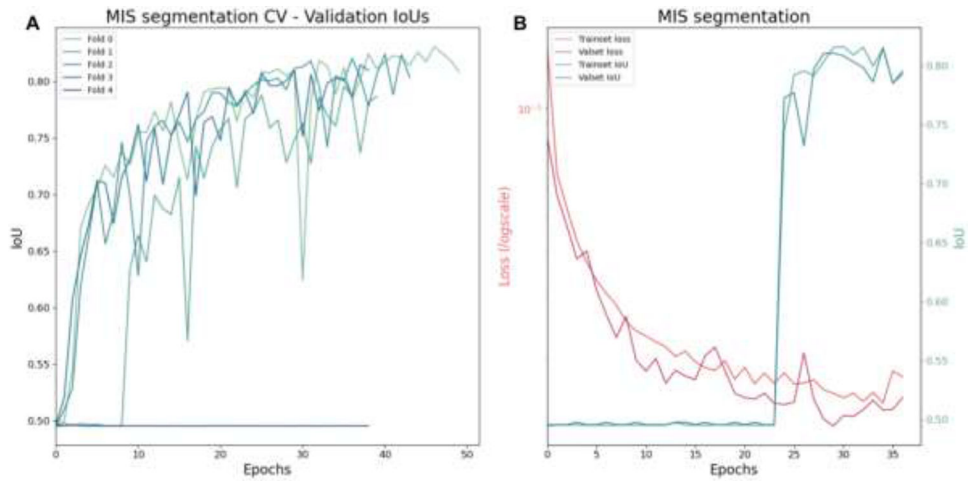 A
MIS segmentation CV - Validation IoUs
Fold 0
Fold 1
Fold 2
Fold 3
Fold 4
0.80
0.75
0.70
0.65
0.60
0.55
0.50
IoU
0
10
20
30
40
50
Epochs
B
MIS segmentation
Trainset loss
Valset loss
Trainset IoU
Valset IoU
Loss (logscale)
0.80
0.75
0.70
0.65
0.60
0.55
0.50
IoU
0
5
10
15
20
25
30
35
Epochs